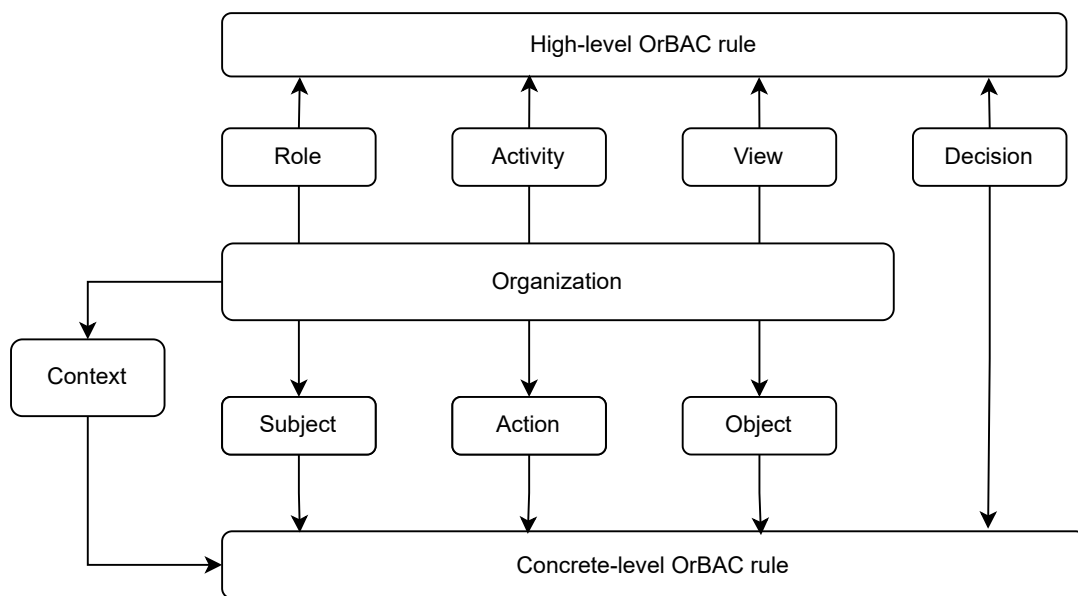 High-level OrBAC rule
Role
Activity
View
Decision
Organization
Context
Subject
Action
Object
Concrete-level OrBAC rule